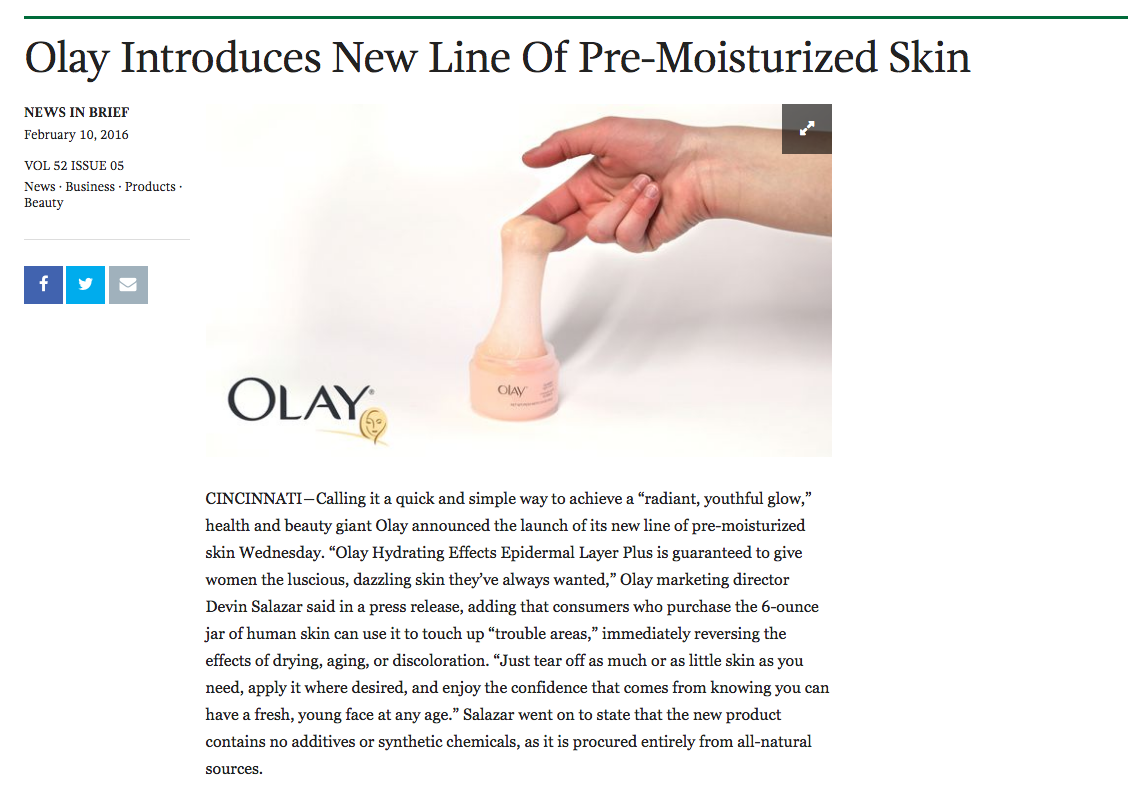 Olay Introduces New Line Of Pre-Moisturized Skin
NEWS IN BRIEF
February 10, 2016
VOL 52 ISSUE 05
News · Business · Products ·
Beauty
f
OLAY®
OLAY
CINCINNATI—Calling it a quick and simple way to achieve a “radiant, youthful glow,”
health and beauty giant Olay announced the launch of its new line of pre-moisturized
skin Wednesday. “Olay Hydrating Effects Epidermal Layer Plus is guaranteed to give
women the luscious, dazzling skin they’ve always wanted,” Olay marketing director
Devin Salazar said in a press release, adding that consumers who purchase the 6-ounce
jar of human skin can use it to touch up “trouble areas,” immediately reversing the
effects of drying, aging, or discoloration. “Just tear off as much or as little skin as you
need, apply it where desired, and enjoy the confidence that comes from knowing you can
have a fresh, young face at any age.” Salazar went on to state that the new product
contains no additives or synthetic chemicals, as it is procured entirely from all-natural
sources.